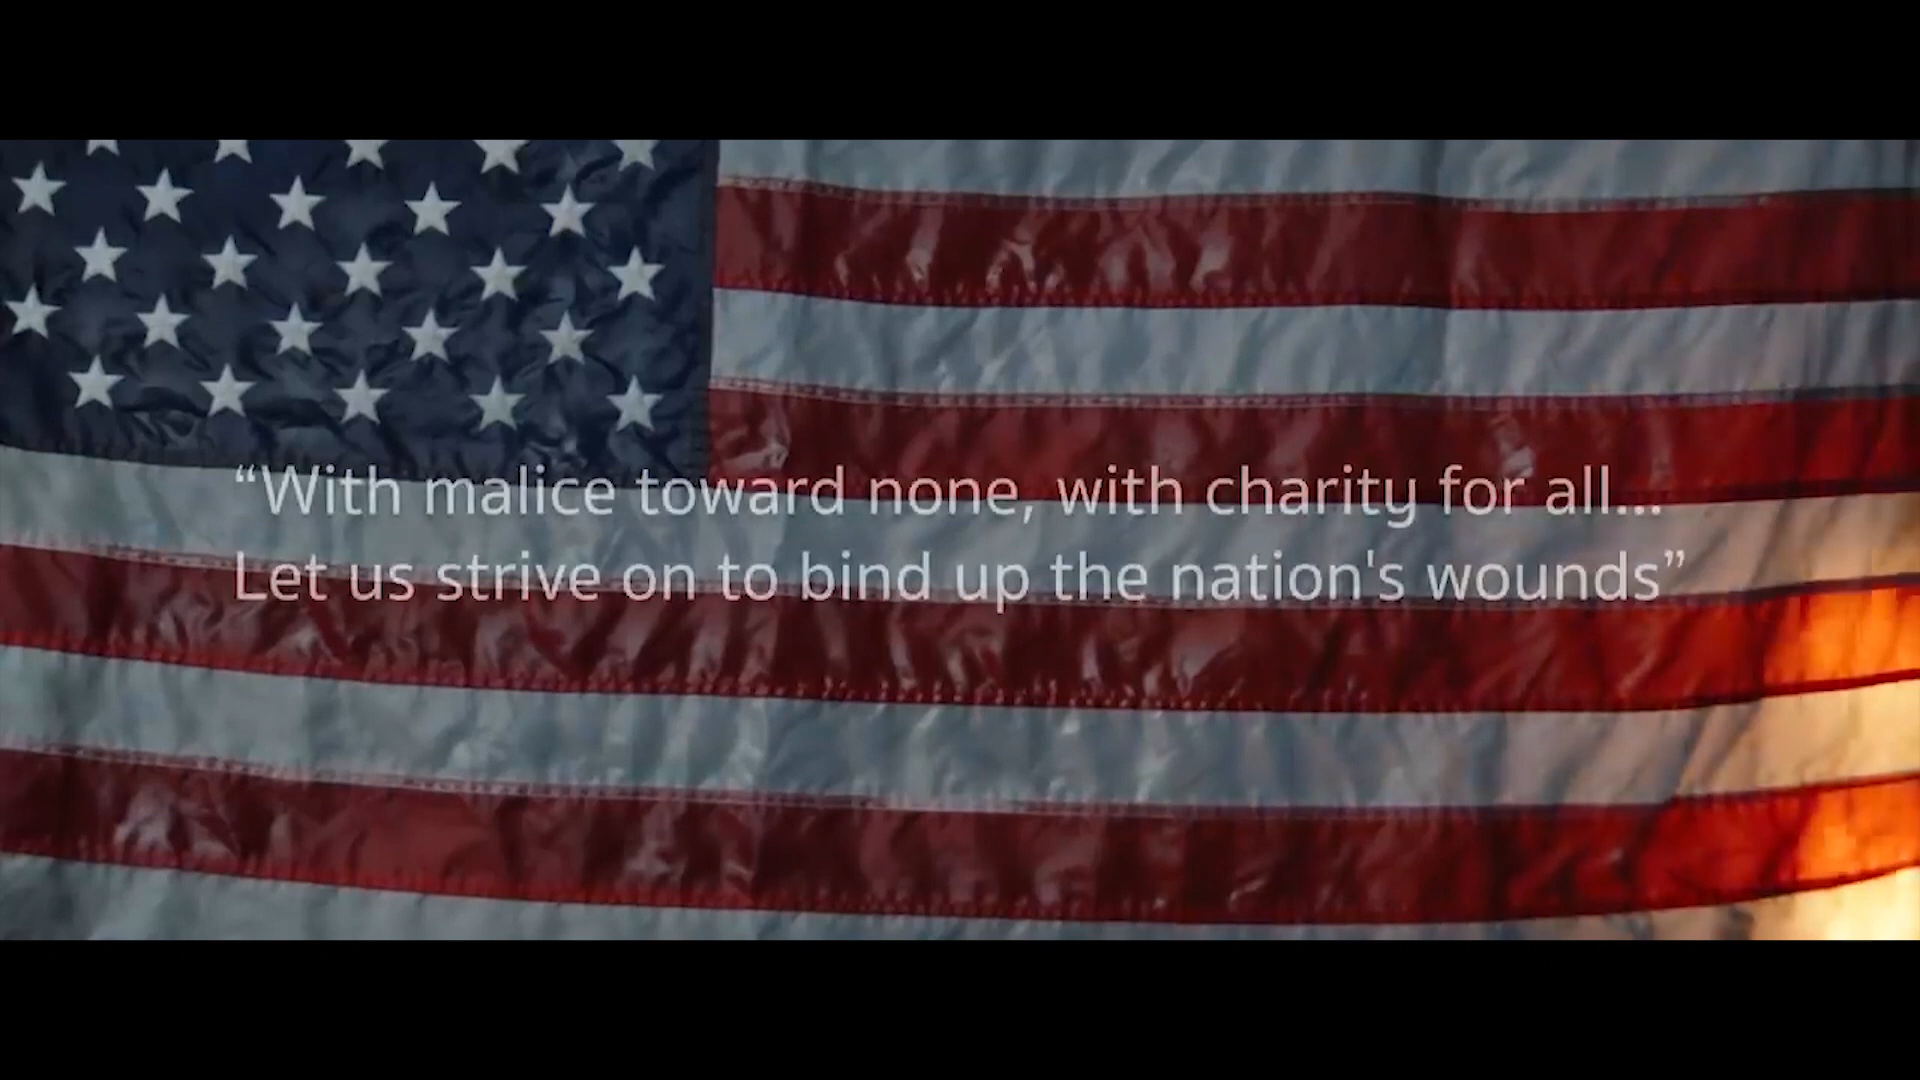 “With malice toward none, with charity for all...
Let us strive on to bind up the nation's wounds”